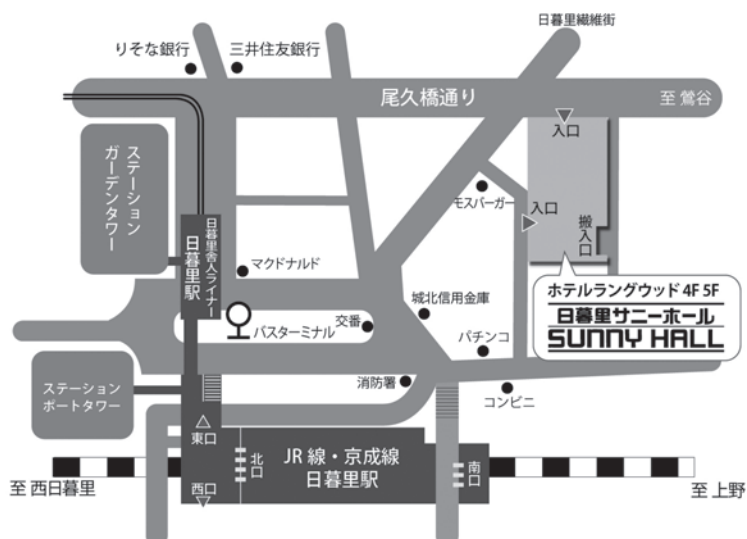 日暮里繊維街
りそな銀行
三井住友銀行
尾久橋通り
至 鶯谷
入口
ステーション
ガーデンタワー
モスバーガー
入口
搬入口
日暮里舎人ライナー
日暮里駅
マクドナルド
ホテルラングウッド 4F 5F
日暮里サニーホール
SUNNY HALL
城北信用金庫
交番
バスターミナル
パチンコ
ステーション
ポートタワー
消防署
コンビニ
東口
JR 線・京成線
日暮里駅
北口
南口
西口
至 西日暮里
至 上野